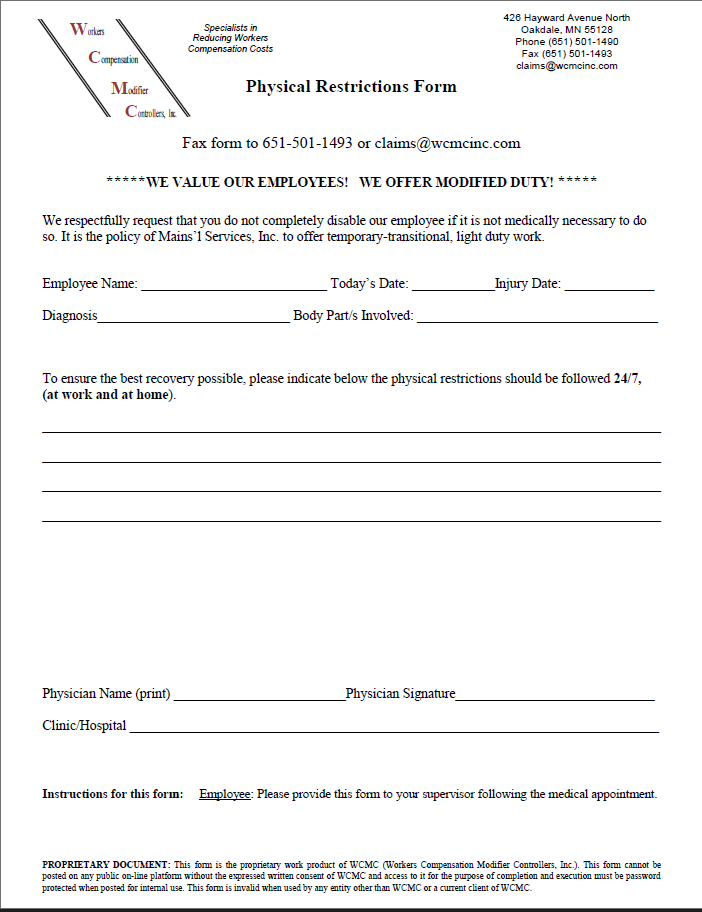 Workers
Compensation
Modifier
Controllers, Inc.
Specialists in
Reducing Workers
Compensation Costs
426 Hayward Avenue North
Oakdale, MN 55128
Phone (651) 501-1490
Fax (651) 501-1493
claims@wcmcinc.com
Physical Restrictions Form
Fax form to 651-501-1493 or claims@wcmcinc.com
*****WE VALUE OUR EMPLOYEES! WE OFFER MODIFIED DUTY! *****
We respectfully request that you do not completely disable our employee if it is not medically necessary to do
so. It is the policy of Mains'l Services, Inc. to offer temporary-transitional, light duty work.
Employee Name: __________________________ Today's Date: ____________Injury Date: _____________
Diagnosis____________________________ Body Part/s Involved: ___________________________________
To ensure the best recovery possible, please indicate below the physical restrictions should be followed 24/7,
(at work and at home).
Physician Name (print) _________________________Physician Signature_____________________________
Clinic/Hospital _____________________________________________________________________________
Instructions for this form: Employee: Please provide this form to your supervisor following the medical appointment.
PROPRIETARY DOCUMENT: This form is the proprietary work product of WCMC (Workers Compensation Modifier Controllers, Inc.). This form cannot be
posted on any public on-line platform without the expressed written consent of WCMC and access to it for the purpose of completion and execution must be password
protected when posted for internal use. This form is invalid when used by any entity other than WCMC or a current client of WCMC.